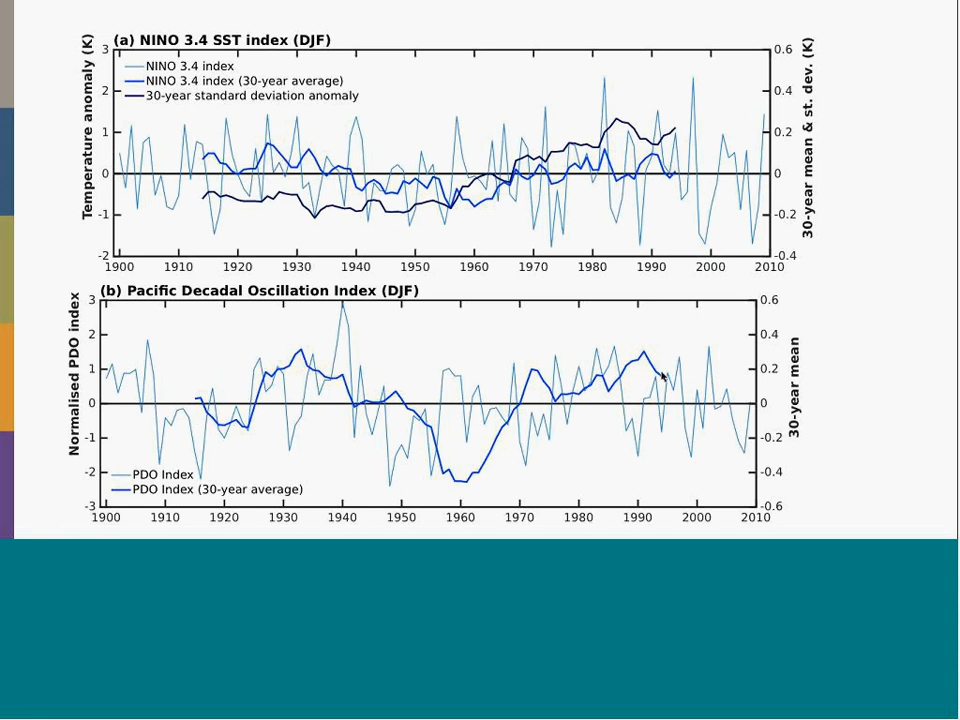 (a) NINO 3.4 SST index (DJF)
Temperature anomaly (K)
3
2
1
0
-1
-2
NINO 3.4 index
NINO 3.4 index (30-year average)
30-year standard deviation anomaly
0.6
0.4
0.2
0
-0.2
-0.4
30-year mean & st. dev. (K)
1900 1910 1920 1930 1940 1950 1960 1970 1980 1990 2000 2010
(b) Pacific Decadal Oscillation Index (DJF)
Normalised PDO index
3
2
1
0
-1
-2
-3
PDO Index
PDO Index (30-year average)
0.6
0.4
0.2
0
-0.2
-0.4
-0.6
30-year mean
1900 1910 1920 1930 1940 1950 1960 1970 1980 1990 2000 2010